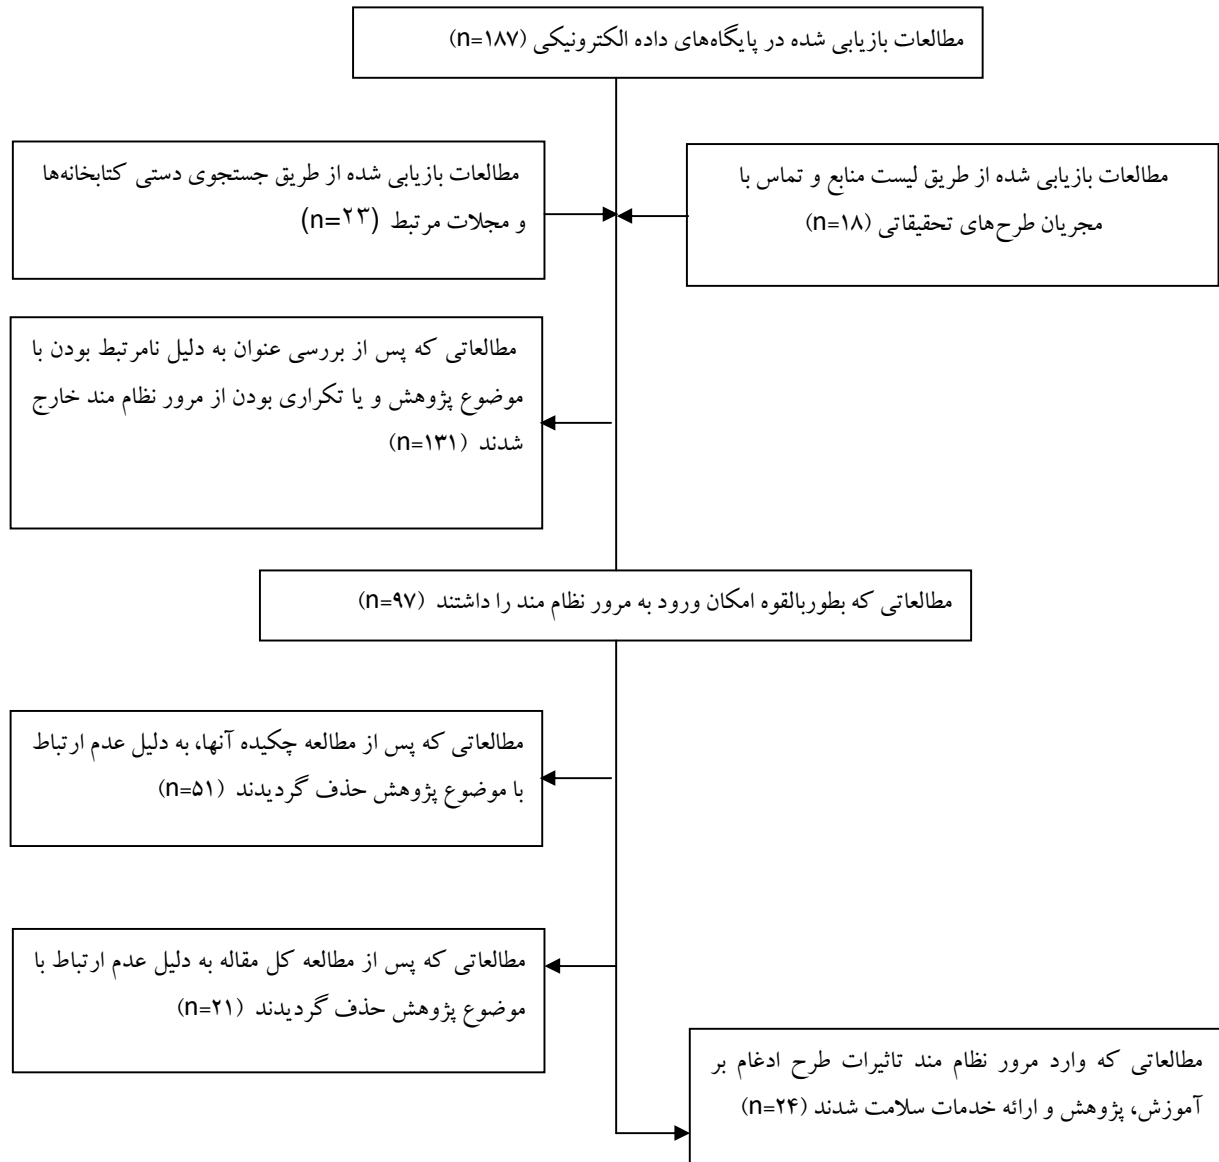 مطالعات بازیابی شده در پایگاه‌های داده الکترونیکی (n=۱۸۷)
مطالعات بازیابی شده از طریق لیست منابع و تماس با
مجریان طرح‌های تحقیقاتی (n=۱۸)
مطالعات بازیابی شده از طریق جستجوی دستی کتابخانه‌ها
و مجلات مرتبط (n=۲۳)
مطالعاتی که پس از بررسی عنوان به دلیل نامرتبط بودن با
موضوع پژوهش و یا تکراری بودن از مرور نظام مند خارج
شدند (n=۱۳۱)
مطالعاتی که بطوربالقوه امکان ورود به مرور نظام مند را داشتند (n=۹۷)
مطالعاتی که پس از مطالعه چکیده آنها، به دلیل عدم ارتباط
با موضوع پژوهش حذف گردیدند (n=۵۱)
مطالعاتی که پس از مطالعه کل مقاله به دلیل عدم ارتباط با
موضوع پژوهش حذف گردیدند (n=۲۱)
مطالعاتی که وارد مرور نظام مند تاثیرات طرح ادغام بر
آموزش، پژوهش و ارائه خدمات سلامت شدند (n=۲۴)